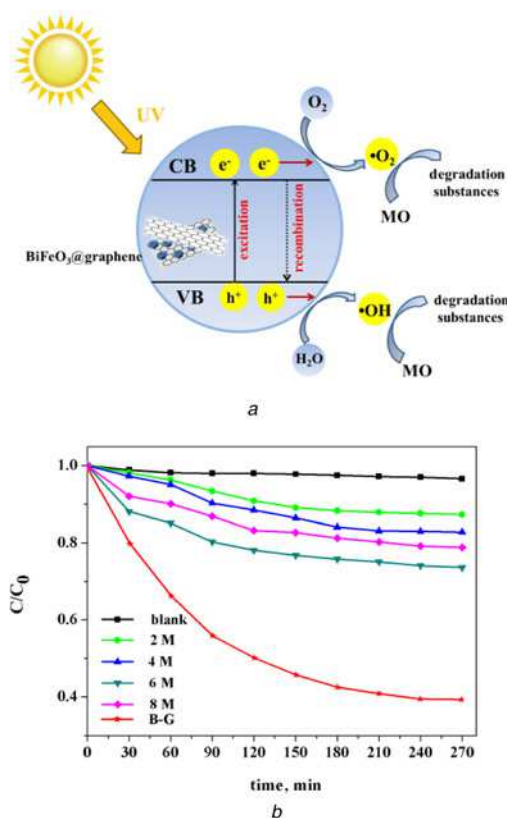 UV
O₂
CB
e⁻ e⁻
•O₂
degradation
substances
MO
excitation
recombination
BiFeO₃@graphene
VB
h⁺ h⁺
•OH
degradation
substances
H₂O
MO
a
C/C₀
1.0
0.8
0.6
0.4
blank
2 M
4 M
6 M
8 M
B-G
0 30 60 90 120 150 180 210 240 270
time, min
b